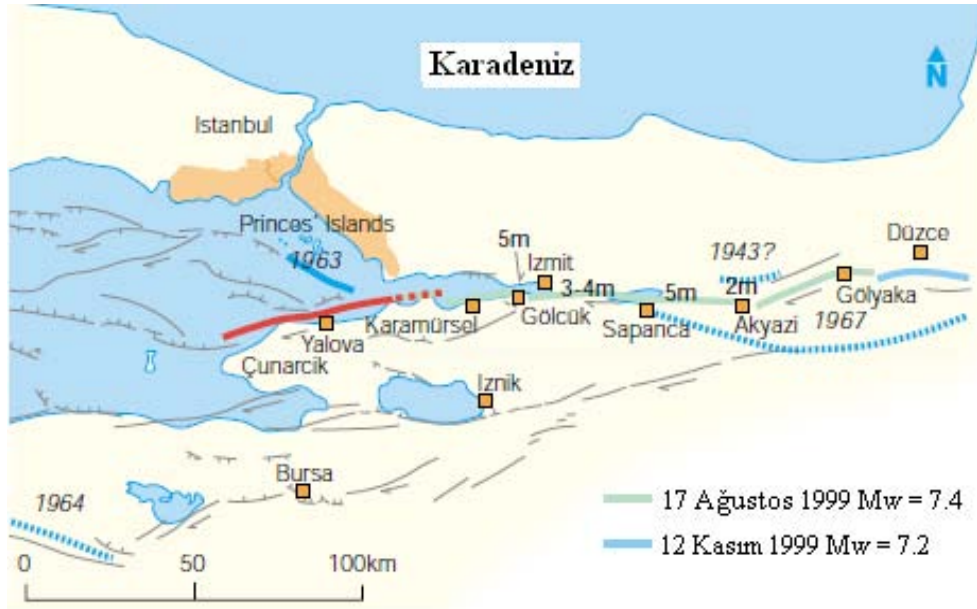 Karadeniz
N
Istanbul
Princes' Islands
1963
5m
Izmit
3-4m
1943?
Düzce
Gölyaka
1967
2m
5m
Akyazi
Sapanca
Gölcük
Karamürsel
Yalova
Çunarcik
Iznik
Bursa
1964
0 50 100km
17 Ağustos 1999 Mw = 7.4
12 Kasım 1999 Mw = 7.2